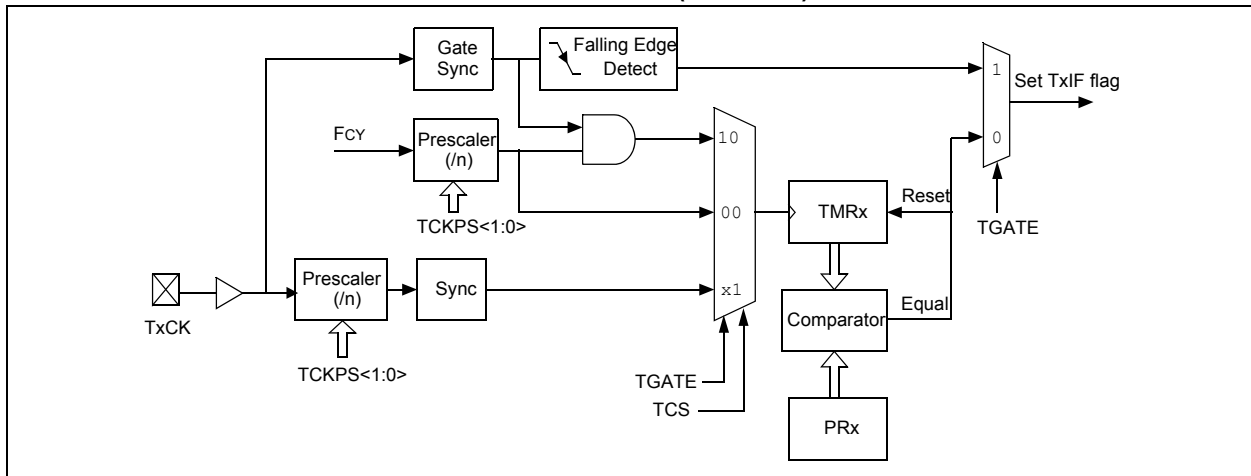 Gate
Sync
Falling Edge
Detect
1
Set TxIF flag
FCY
Prescaler
(/n)
10
0
Reset
TCKPS<1:0>
00
TMRx
TGATE
Prescaler
(/n)
Sync
x1
Equal
TxCK
Comparator
TCKPS<1:0>
TGATE
TCS
PRx